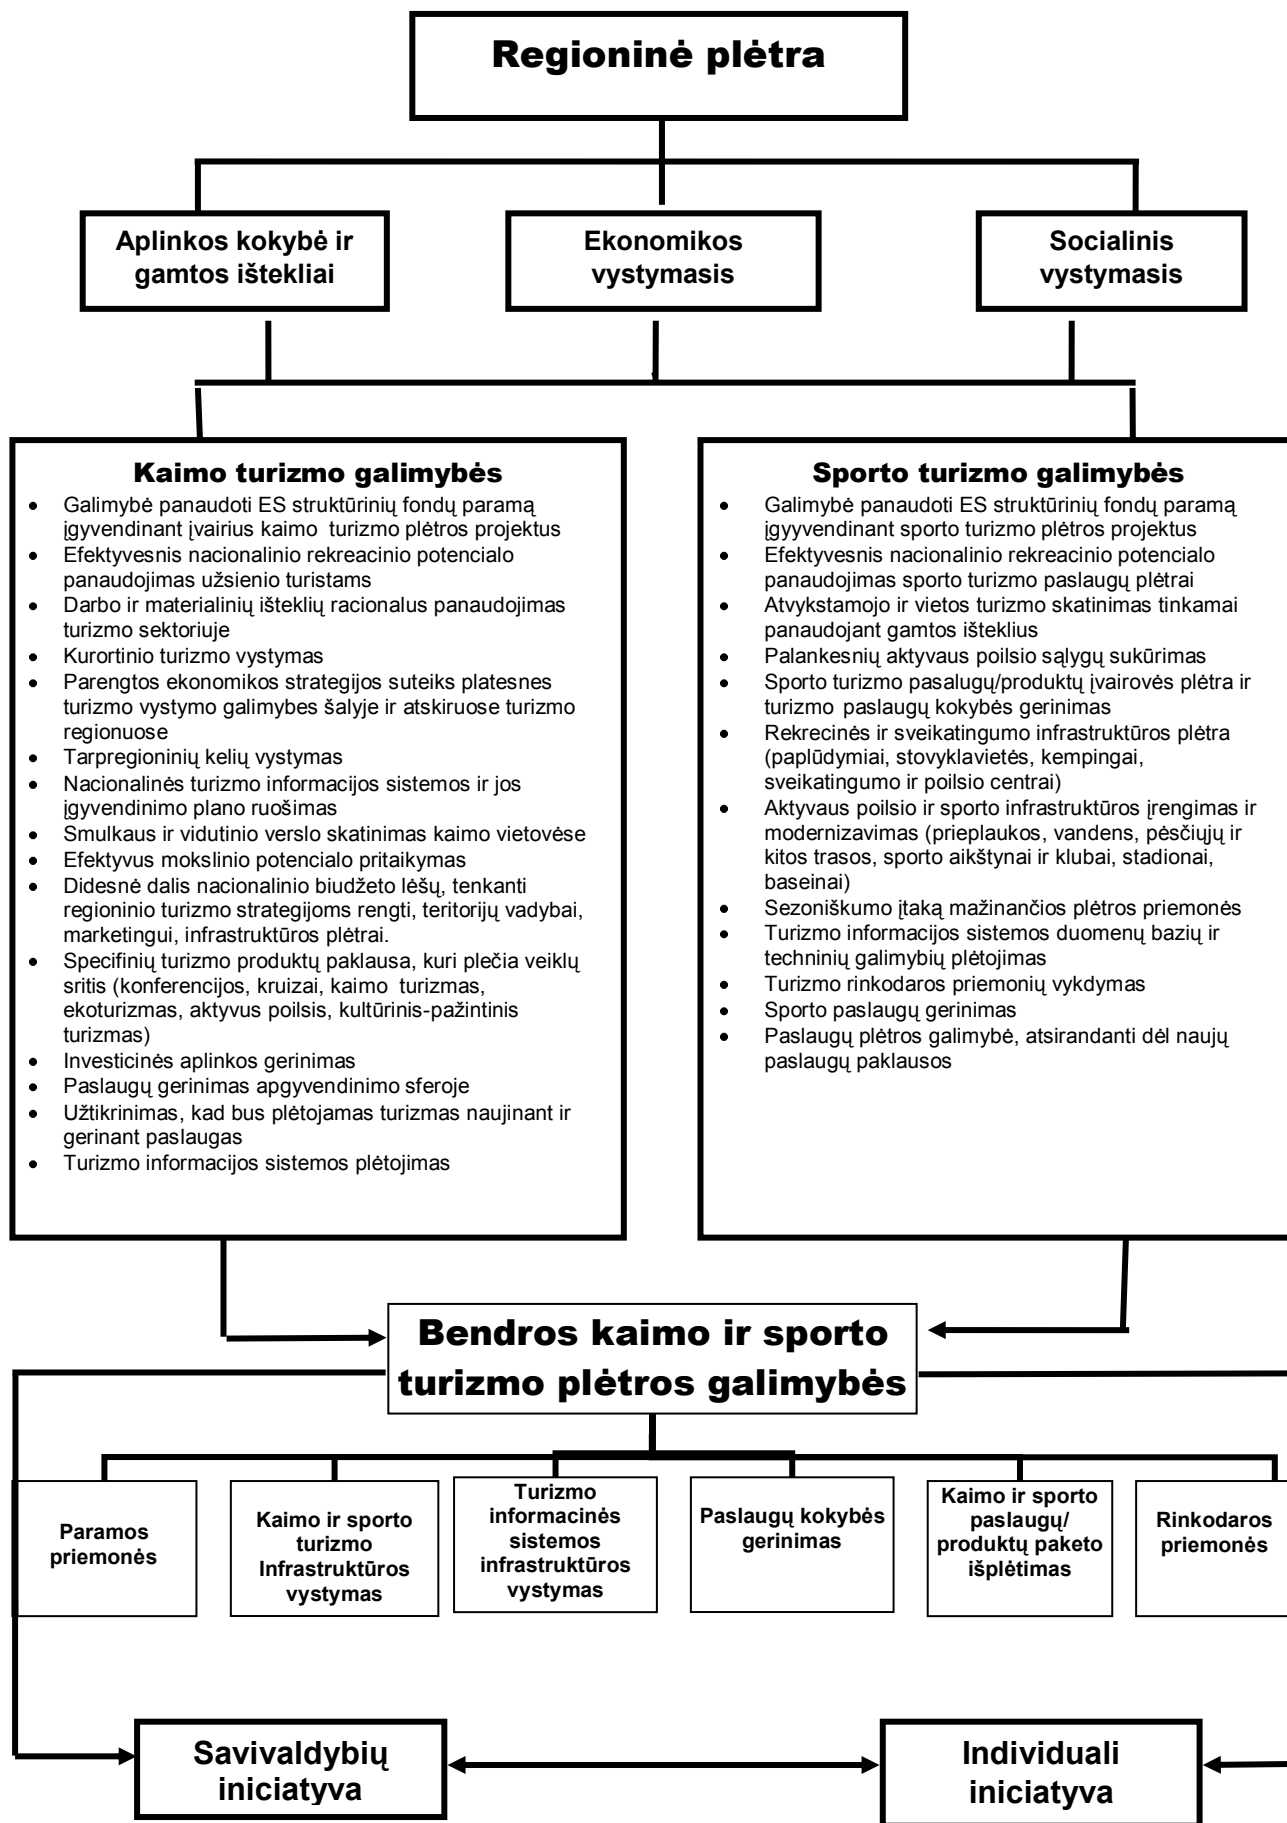 Regioninė plėtra
Aplinkos kokybė ir
gamtos ištekliai
Ekonomikos
vystymasis
Socialinis
vystymasis
Kaimo turizmo galimybės
• Galimybė panaudoti ES struktūrinių fondų paramą
įgyvendinant įvairius kaimo turizmo plėtros projektus
• Efektyvesnis nacionalinio rekreacinio potencialo
panaudojimas užsienio turistams
• Darbo ir materialinių išteklių racionalus panaudojimas
turizmo sektoriuje
• Kurortinio turizmo vystymas
• Parengtos ekonomikos strategijos suteiks platesnes
turizmo vystymo galimybes šalyje ir atskiruose turizmo
regionuose
• Tarpregioninių kelių vystymas
• Nacionalinės turizmo informacijos sistemos ir jos
įgyvendinimo plano ruošimas
• Smulkaus ir vidutinio verslo skatinimas kaimo vietovėse
• Efektyvus mokslinio potencialo pritaikymas
• Didesnė dalis nacionalinio biudžeto lėšų, tenkanti
regioninio turizmo strategijoms rengti, teritorijų vadybai,
marketingui, infrastruktūros plėtrai.
• Specifinių turizmo produktų paklausa, kuri plečia veiklų
sritis (konferencijos, kruizai, kaimo turizmas,
ekoturizmas, aktyvus poilsis, kultūrinis-pažintinis
turizmas)
• Investicinės aplinkos gerinimas
• Paslaugų gerinimas apgyvendinimo sferoje
• Užtikrinimas, kad bus plėtojamas turizmas naujinant ir
gerinant paslaugas
• Turizmo informacijos sistemos plėtojimas
Sporto turizmo galimybės
• Galimybė panaudoti ES struktūrinių fondų paramą
įgyyvendinant sporto turizmo plėtros projektus
• Efektyvesnis nacionalinio rekreacinio potencialo
panaudojimas sporto turizmo paslaugų plėtrai
• Atvykstamojo ir vietos turizmo skatinimas tinkamai
panaudojant gamtos išteklius
• Palankesnių aktyvaus poilsio sąlygų sukūrimas
• Sporto turizmo pasalugų/produktų įvairovės plėtra ir
turizmo paslaugų kokybės gerinimas
• Rekrecinės ir sveikatingumo infrastruktūros plėtra
(paplūdymiai, stovyklavietės, kempingai,
sveikatingumo ir poilsio centrai)
• Aktyvaus poilsio ir sporto infrastruktūros įrengimas ir
modernizavimas (prieplaukos, vandens, pėsčiųjų ir
kitos trasos, sporto aikštynai ir klubai, stadionai,
baseinai)
• Sezoniškumo įtaką mažinančios plėtros priemonės
• Turizmo informacijos sistemos duomenų bazių ir
techninių galimybių plėtojimas
• Turizmo rinkodaros priemonių vykdymas
• Sporto paslaugų gerinimas
• Paslaugų plėtros galimybė, atsirandanti dėl naujų
paslaugų paklausos
Bendros kaimo ir sporto
turizmo plėtros galimybės
Paramos
priemonės
Kaimo ir sporto
turizmo
Infrastruktūros
vystymas
Turizmo
informacinės
sistemos
infrastruktūros
vystymas
Paslaugų kokybės
gerinimas
Kaimo ir sporto
paslaugų/
produktų paketo
išplėtimas
Rinkodaros
priemonės
Savivaldybių
iniciatyva
Individuali
iniciatyva